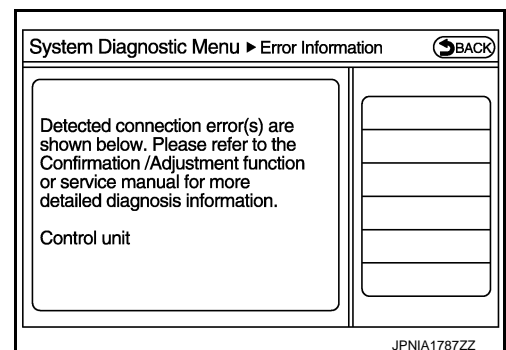 System Diagnostic Menu ▶ Error Information
BACK
Detected connection error(s) are
shown below. Please refer to the
Confirmation /Adjustment function
or service manual for more
detailed diagnosis information.
Control unit
JPNIA1787ZZ